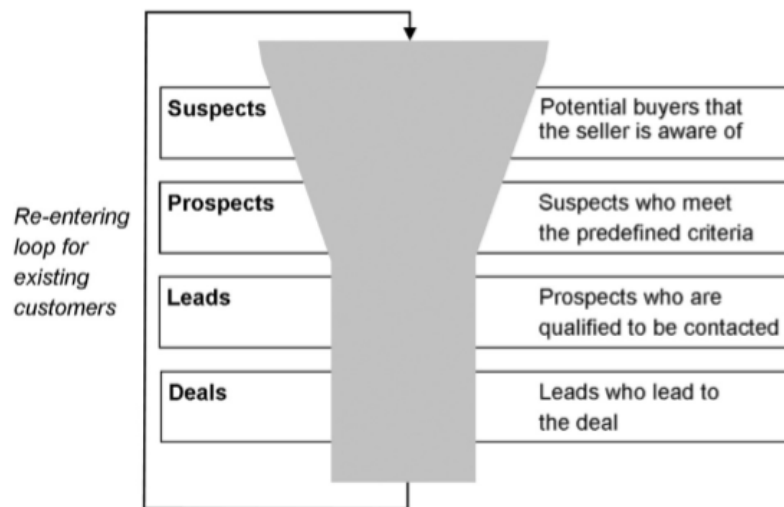 Suspects
Potential buyers that
the seller is aware of
Prospects
Suspects who meet
the predefined criteria
Re-entering
loop for
existing
customers
Leads
Prospects who are
qualified to be contacted
Deals
Leads who lead to
the deal